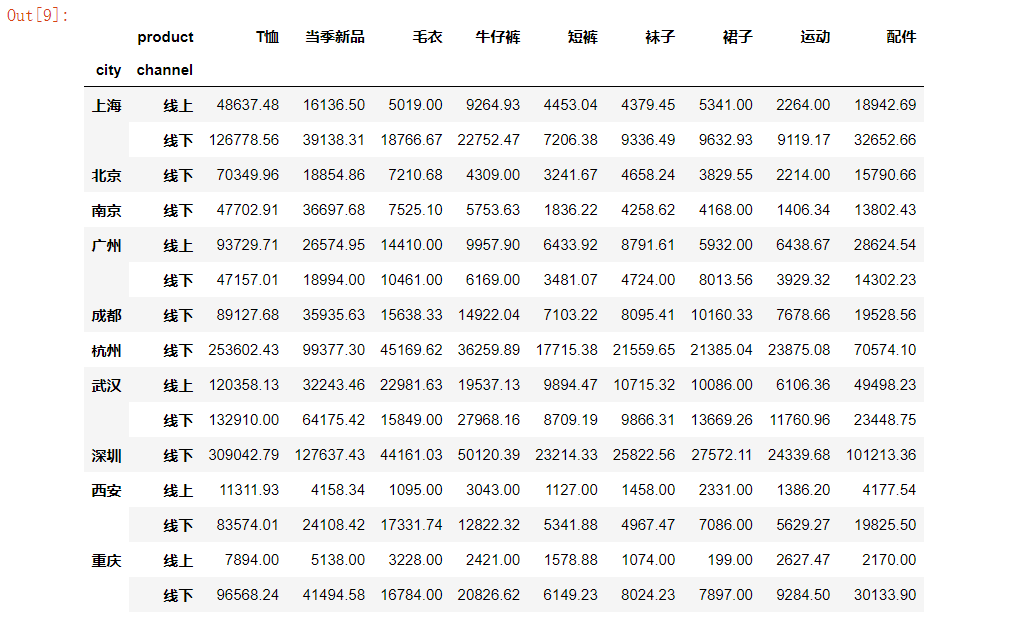 Out[9]:
product T恤 当季新品 毛衣 牛仔裤 短裤 袜子 裙子 运动 配件
city channel
上海 线上 48637.48 16136.50 5019.00 9264.93 4453.04 4379.45 5341.00 2264.00 18942.69
线下 126778.56 39138.31 18766.67 22752.47 7206.38 9336.49 9632.93 9119.17 32652.66
北京 线下 70349.96 18854.86 7210.68 4309.00 3241.67 4658.24 3829.55 2214.00 15790.66
南京 线下 47702.91 36697.68 7525.10 5753.63 1836.22 4258.62 4168.00 1406.34 13802.43
广州 线上 93729.71 26574.95 14410.00 9957.90 6433.92 8791.61 5932.00 6438.67 28624.54
线下 47157.01 18994.00 10461.00 6169.00 3481.07 4724.00 8013.56 3929.32 14302.23
成都 线下 89127.68 35935.63 15638.33 14922.04 7103.22 8095.41 10160.33 7678.66 19528.56
杭州 线下 253602.43 99377.30 45169.62 36259.89 17715.38 21559.65 21385.04 23875.08 70574.10
武汉 线上 120358.13 32243.46 22981.63 19537.13 9894.47 10715.32 10086.00 6106.36 49498.23
线下 132910.00 64175.42 15849.00 27968.16 8709.19 9866.31 13669.26 11760.96 23448.75
深圳 线下 309042.79 127637.43 44161.03 50120.39 23214.33 25822.56 27572.11 24339.68 101213.36
西安 线上 11311.93 4158.34 1095.00 3043.00 1127.00 1458.00 2331.00 1386.20 4177.54
线下 83574.01 24108.42 17331.74 12822.32 5341.88 4967.47 7086.00 5629.27 19825.50
重庆 线上 7894.00 5138.00 3228.00 2421.00 1578.88 1074.00 199.00 2627.47 2170.00
线下 96568.24 41494.58 16784.00 20826.62 6149.23 8024.23 7897.00 9284.50 30133.90